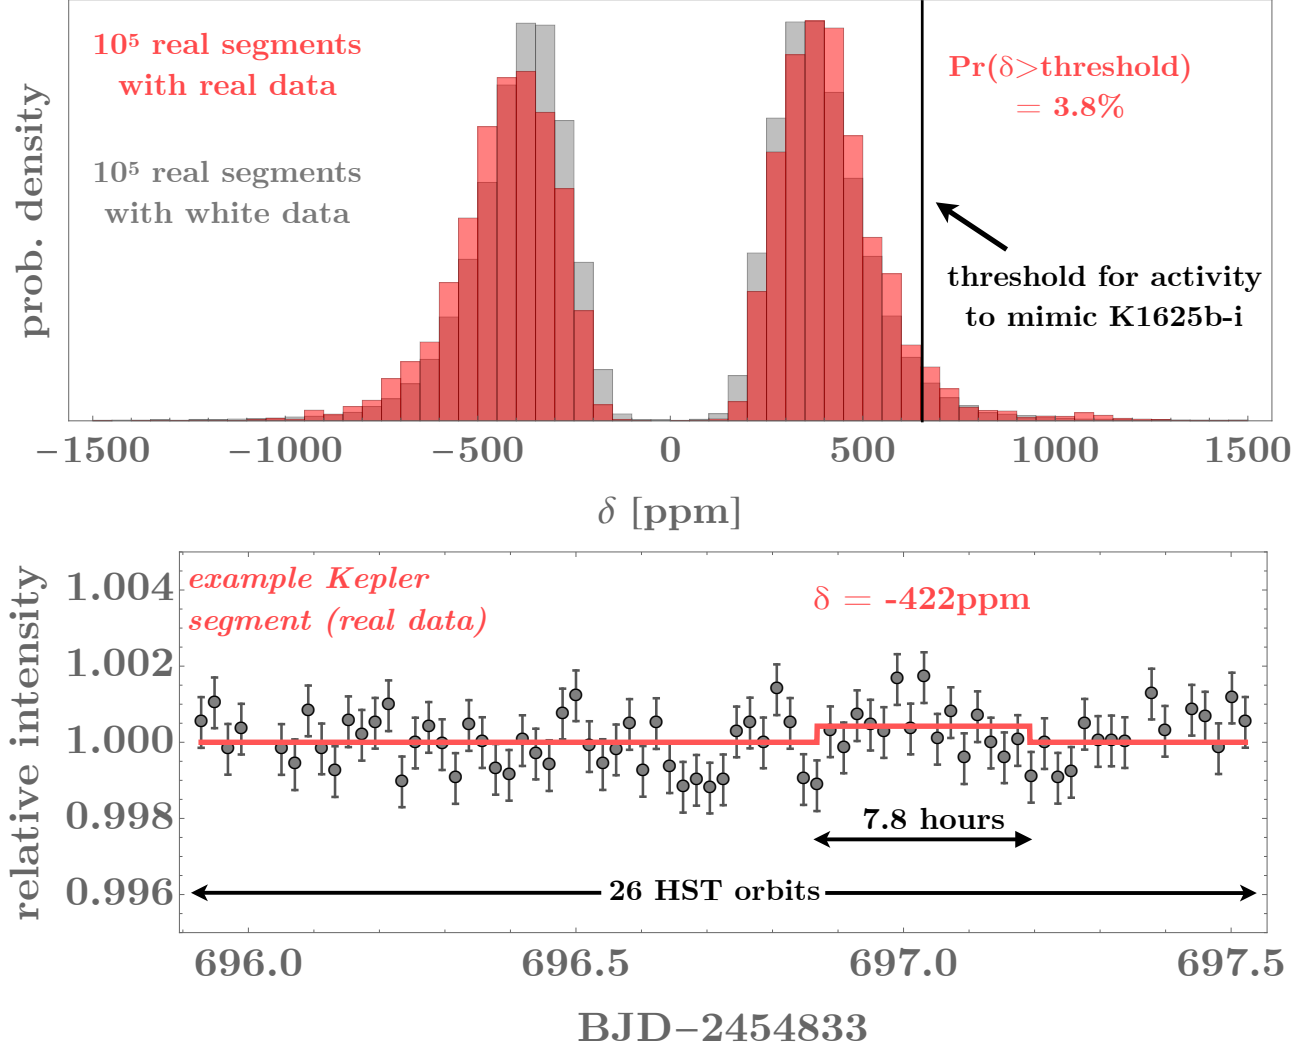 10⁵ real segments
with real data
10⁵ real segments
with white data
Pr(δ>threshold)
= 3.8%
threshold for activity
to mimic K1625b-i
prob. density
−1500 −1000 −500 0 500 1000 1500
δ [ppm]
example Kepler
segment (real data)
δ = -422ppm
1.004
1.002
1.000
0.998
0.996
relative intensity
7.8 hours
26 HST orbits
696.0 696.5 697.0 697.5
BJD−2454833